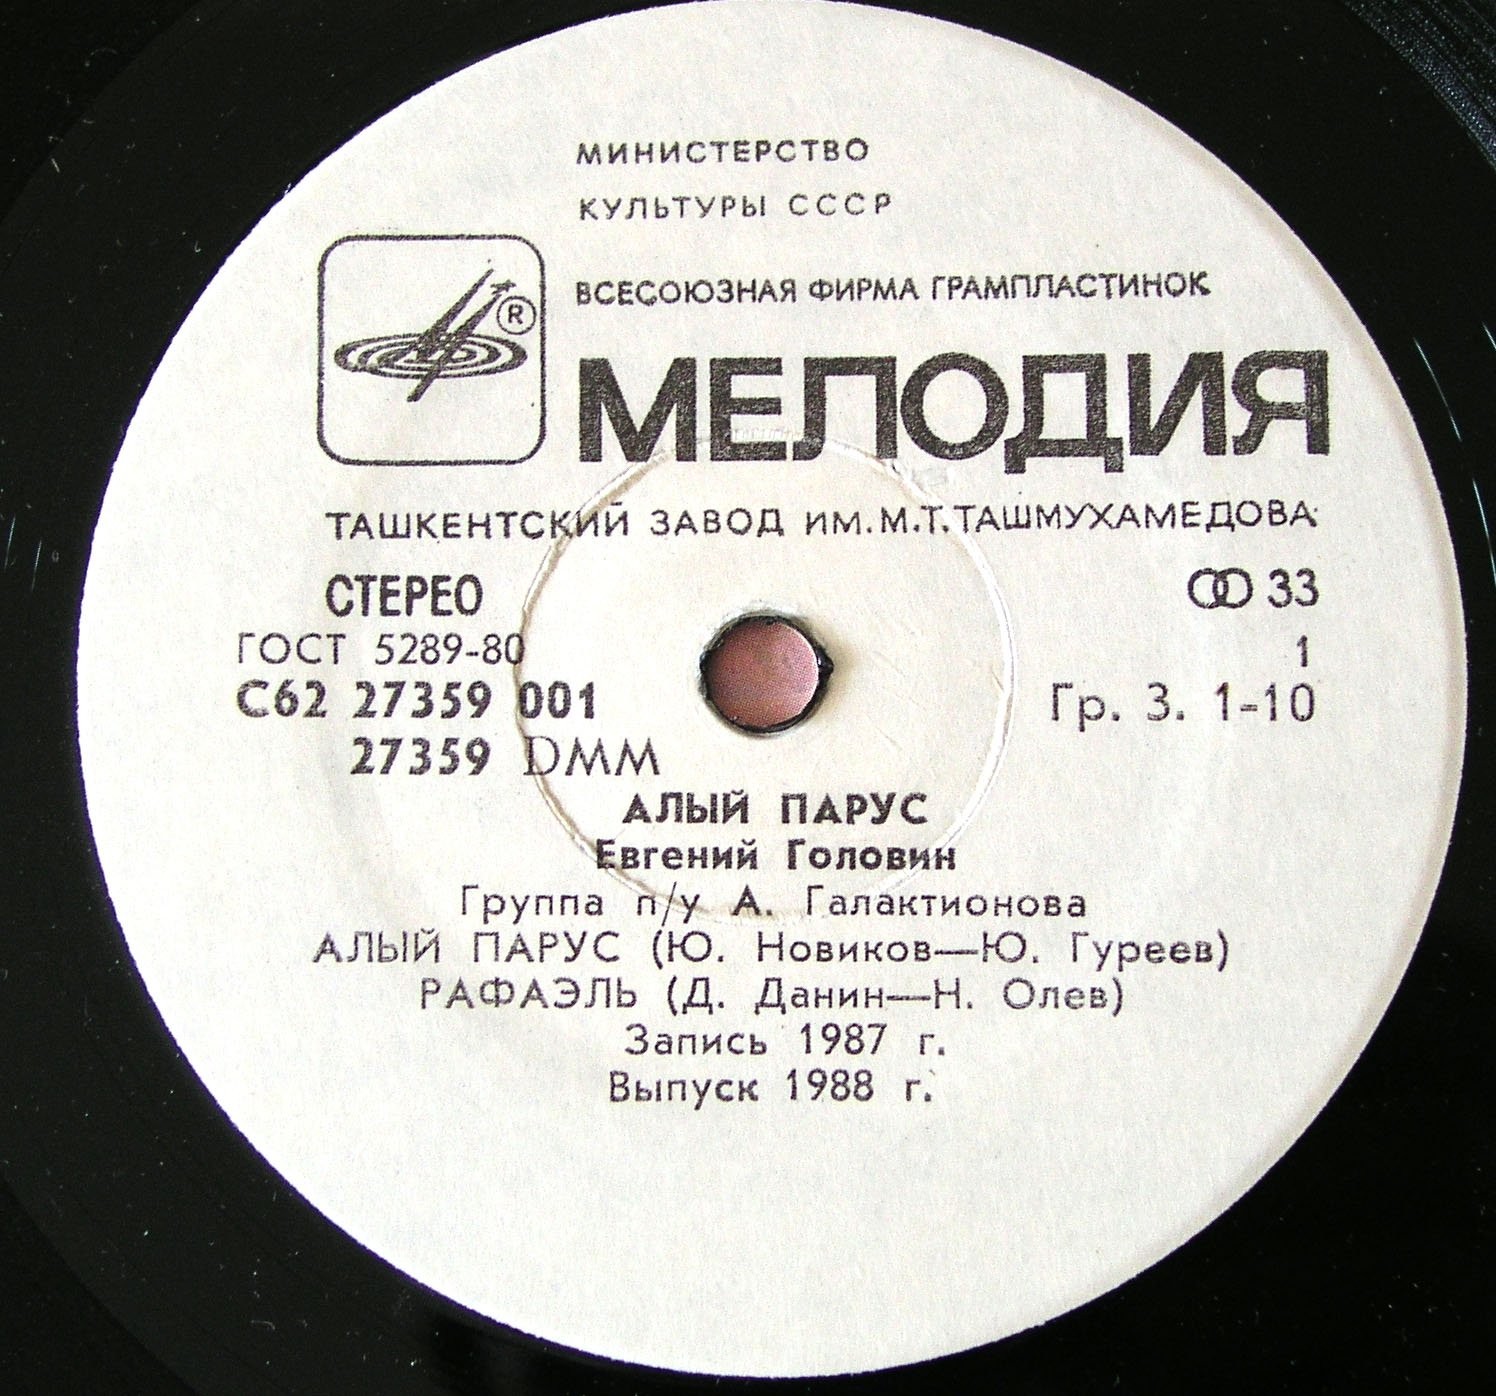 МИНИСТЕРСТВО
КУЛЬТУРЫ СССР
ВСЕСОЮЗНАЯ ФИРМА ГРАМПЛАСТИНОК
®
МЕЛОДИЯ
ТАШКЕНТСКИЙ ЗАВОД ИМ.М.Т.ТАШМУХАМЕДОВА
СТЕРЕО 33
ГОСТ 5289-80 1
С62 27359 001 Гр. 3. 1-10
27359 DMM
АЛЫЙ ПАРУС
Евгений Головин
Группа п/у А. Галактионова
АЛЫЙ ПАРУС (Ю. Новиков—Ю. Гуреев)
РАФАЭЛЬ (Д. Данин—Н. Олев)
Запись 1987 г.
Выпуск 1988 г.